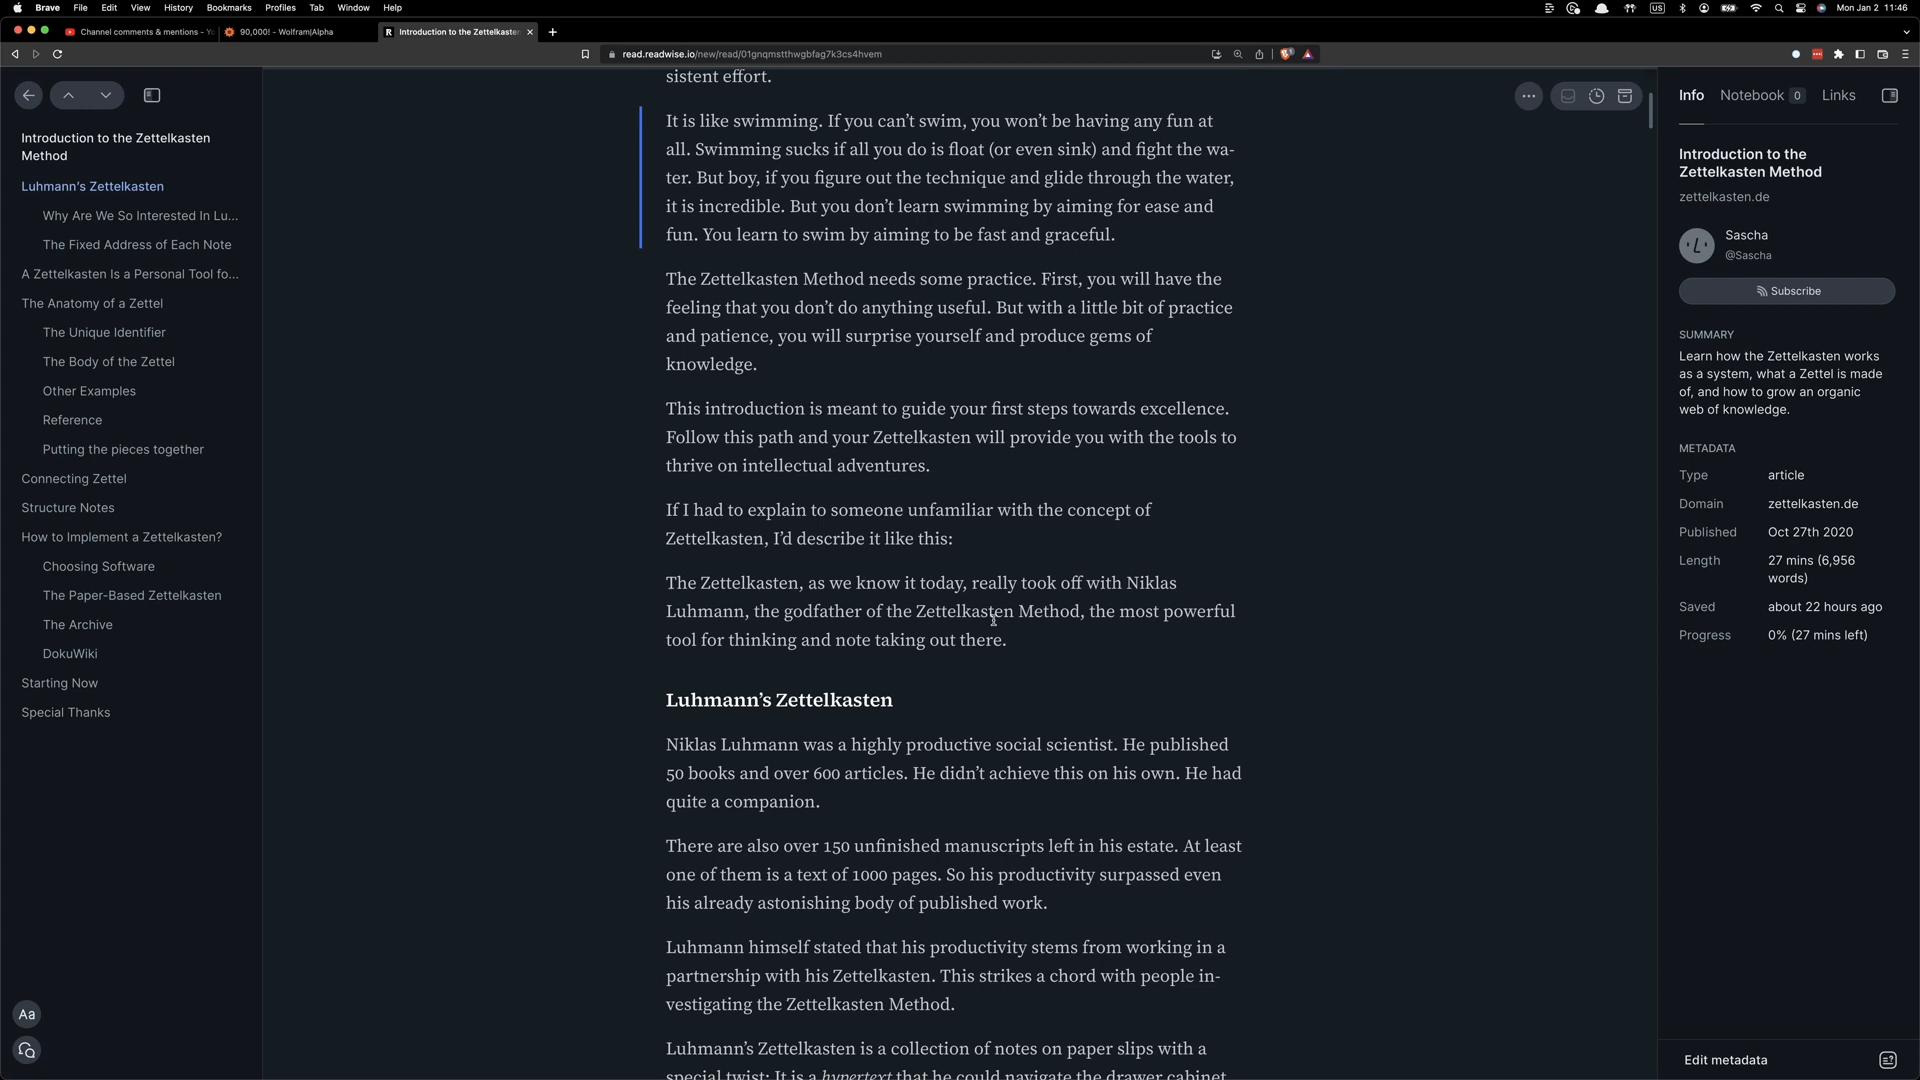 Brave File Edit View History Bookmarks Profiles Tab Window Help
US
Mon Jan 2 11:46
Channel comments & mentions - Yo
90,000! - Wolfram|Alpha
Introduction to the Zettelkasten
read.readwise.io/new/read/01gnqmstthwgbfag7k3cs4hvem
Introduction to the Zettelkasten
Method
Luhmann’s Zettelkasten
Why Are We So Interested In Lu...
The Fixed Address of Each Note
A Zettelkasten Is a Personal Tool fo...
The Anatomy of a Zettel
The Unique Identifier
The Body of the Zettel
Other Examples
Reference
Putting the pieces together
Connecting Zettel
Structure Notes
How to Implement a Zettelkasten?
Choosing Software
The Paper-Based Zettelkasten
The Archive
DokuWiki
Starting Now
Special Thanks
Aa
sistent effort.
It is like swimming. If you can’t swim, you won’t be having any fun at
all. Swimming sucks if all you do is float (or even sink) and fight the wa-
ter. But boy, if you figure out the technique and glide through the water,
it is incredible. But you don’t learn swimming by aiming for ease and
fun. You learn to swim by aiming to be fast and graceful.
The Zettelkasten Method needs some practice. First, you will have the
feeling that you don’t do anything useful. But with a little bit of practice
and patience, you will surprise yourself and produce gems of
knowledge.
This introduction is meant to guide your first steps towards excellence.
Follow this path and your Zettelkasten will provide you with the tools to
thrive on intellectual adventures.
If I had to explain to someone unfamiliar with the concept of
Zettelkasten, I’d describe it like this:
The Zettelkasten, as we know it today, really took off with Niklas
Luhmann, the godfather of the Zettelkasten Method, the most powerful
tool for thinking and note taking out there.
Luhmann’s Zettelkasten
Niklas Luhmann was a highly productive social scientist. He published
50 books and over 600 articles. He didn’t achieve this on his own. He had
quite a companion.
There are also over 150 unfinished manuscripts left in his estate. At least
one of them is a text of 1000 pages. So his productivity surpassed even
his already astonishing body of published work.
Luhmann himself stated that his productivity stems from working in a
partnership with his Zettelkasten. This strikes a chord with people in-
vestigating the Zettelkasten Method.
Luhmann’s Zettelkasten is a collection of notes on paper slips with a
special twist: It is a hypertext that he could navigate the drawer cabinet
Info Notebook 0 Links
Introduction to the
Zettelkasten Method
zettelkasten.de
L
Sascha
@Sascha
Subscribe
SUMMARY
Learn how the Zettelkasten works
as a system, what a Zettel is made
of, and how to grow an organic
web of knowledge.
METADATA
Type article
Domain zettelkasten.de
Published Oct 27th 2020
Length 27 mins (6,956
words)
Saved about 22 hours ago
Progress 0% (27 mins left)
Edit metadata